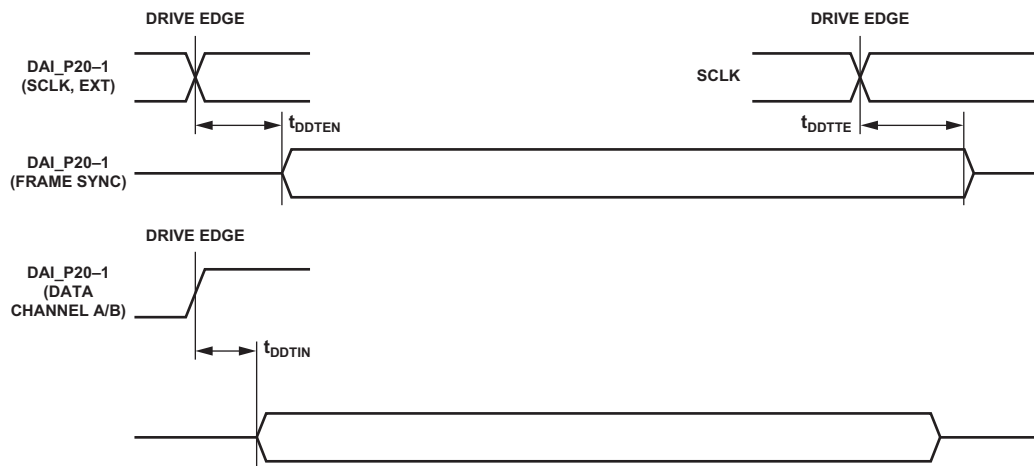 DRIVE EDGE
DRIVE EDGE
DAI_P20–1
(SCLK, EXT)
SCLK
tDDTEN
tDDTTE
DAI_P20–1
(FRAME SYNC)
DRIVE EDGE
DAI_P20–1
(DATA
CHANNEL A/B)
tDDTIN